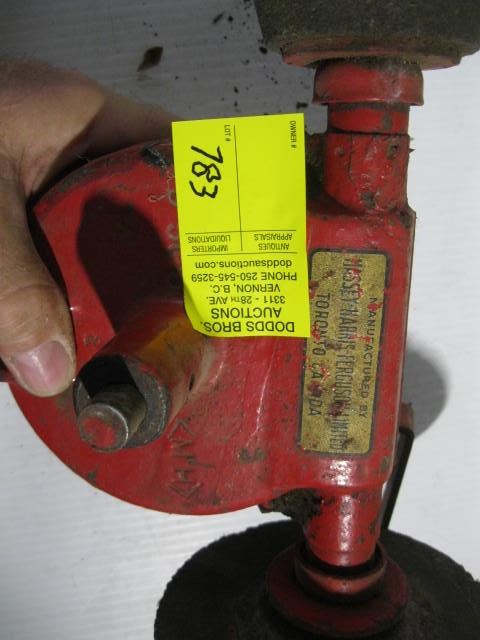 OWNER #
LOT #
783
ANTIQUES IMPORTERS
APPRAISALS LIQUIDATIONS
DODDS BROS.
AUCTIONS
3311 - 28TH AVE.
VERNON, B.C.
PHONE 250-545-3259
doddsauctions.com
MANUFACTURED BY
MASSEY-HARRIS-FERGUSON LIMITED
TORONTO CANADA